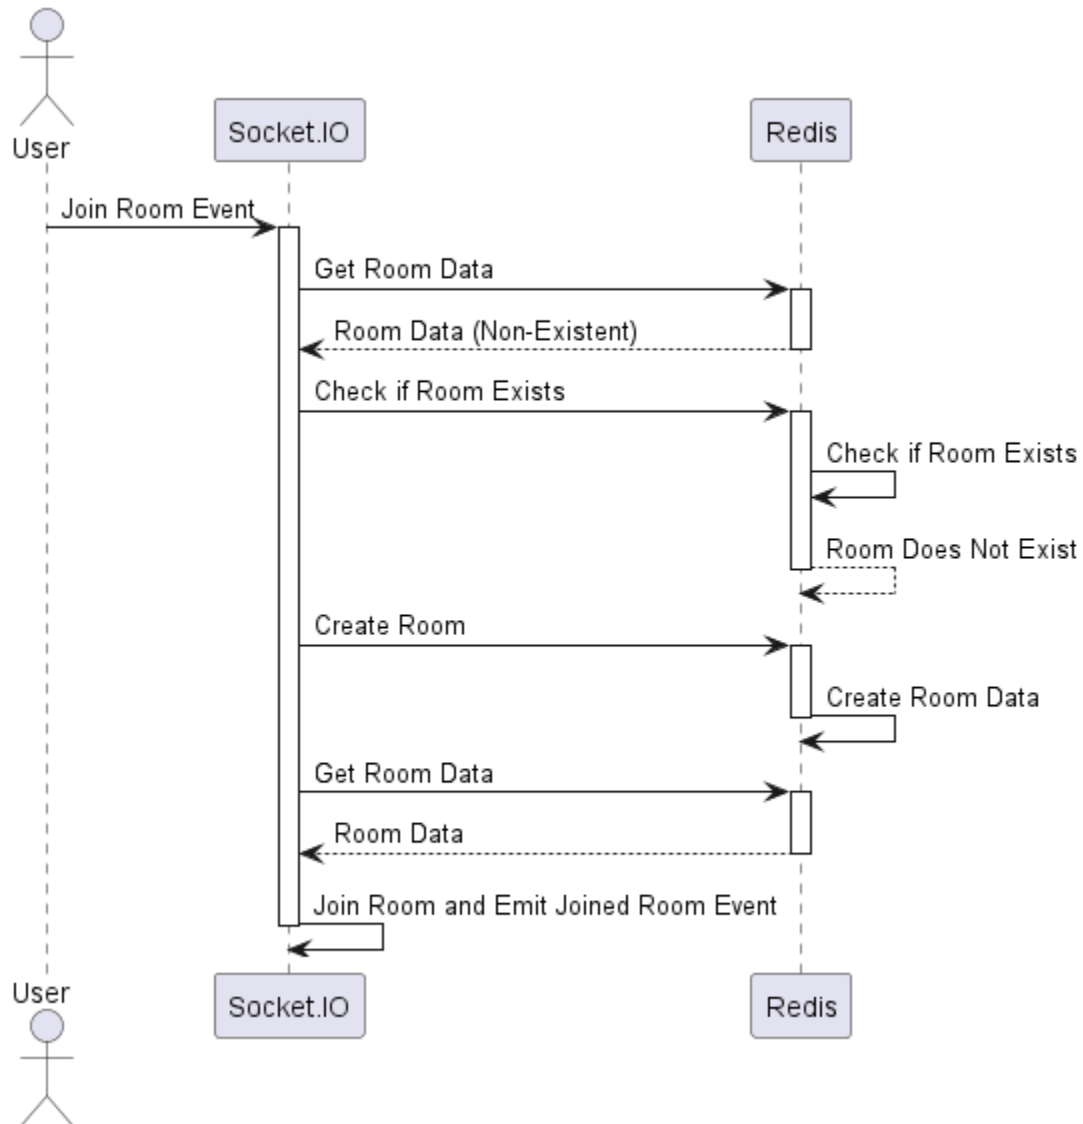 User
Socket.IO
Redis
Join Room Event
Get Room Data
Room Data (Non-Existent)
Check if Room Exists
Check if Room Exists
Room Does Not Exist
Create Room
Create Room Data
Get Room Data
Room Data
Join Room and Emit Joined Room Event
User
Socket.IO
Redis